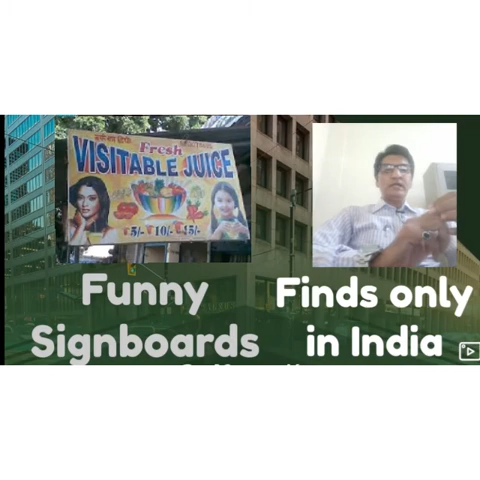 Fresh
VISITABLE JUICE
5/- 10/- 15/-
Funny
Signboards
Finds only
in India